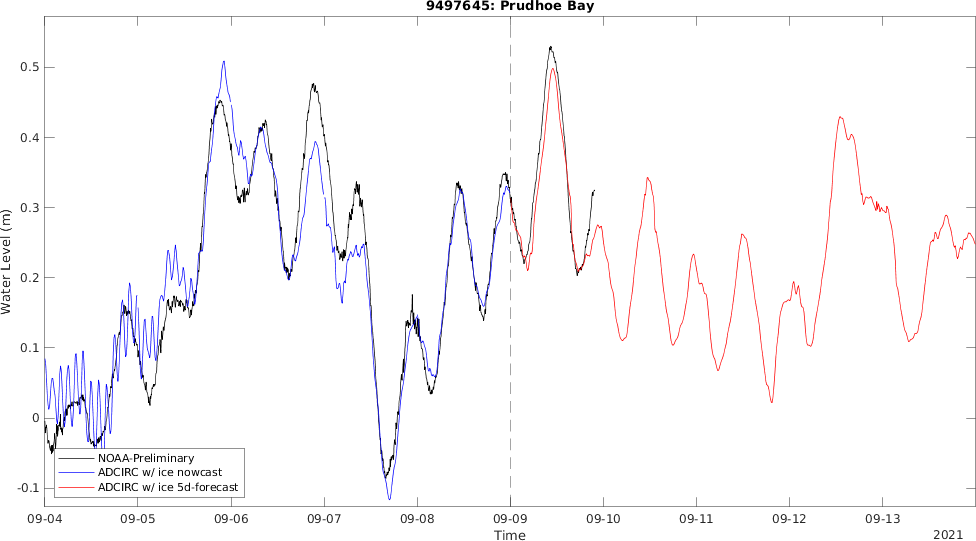 9497645: Prudhoe Bay
Water Level (m)
0.5
0.4
0.3
0.2
0.1
0
-0.1
NOAA-Preliminary
ADCIRC w/ ice nowcast
ADCIRC w/ ice 5d-forecast
09-04 09-05 09-06 09-07 09-08 09-09 09-10 09-11 09-12 09-13
Time
2021